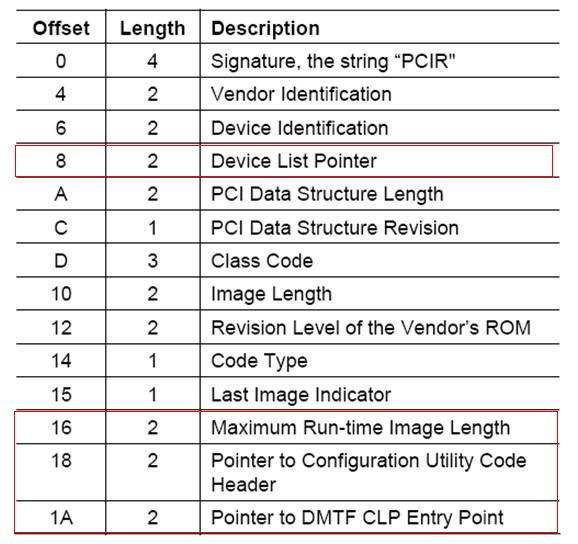 Offset Length Description
0 4 Signature, the string “PCIR"
4 2 Vendor Identification
6 2 Device Identification
8 2 Device List Pointer
A 2 PCI Data Structure Length
C 1 PCI Data Structure Revision
D 3 Class Code
10 2 Image Length
12 2 Revision Level of the Vendor’s ROM
14 1 Code Type
15 1 Last Image Indicator
16 2 Maximum Run-time Image Length
18 2 Pointer to Configuration Utility Code
Header
1A 2 Pointer to DMTF CLP Entry Point